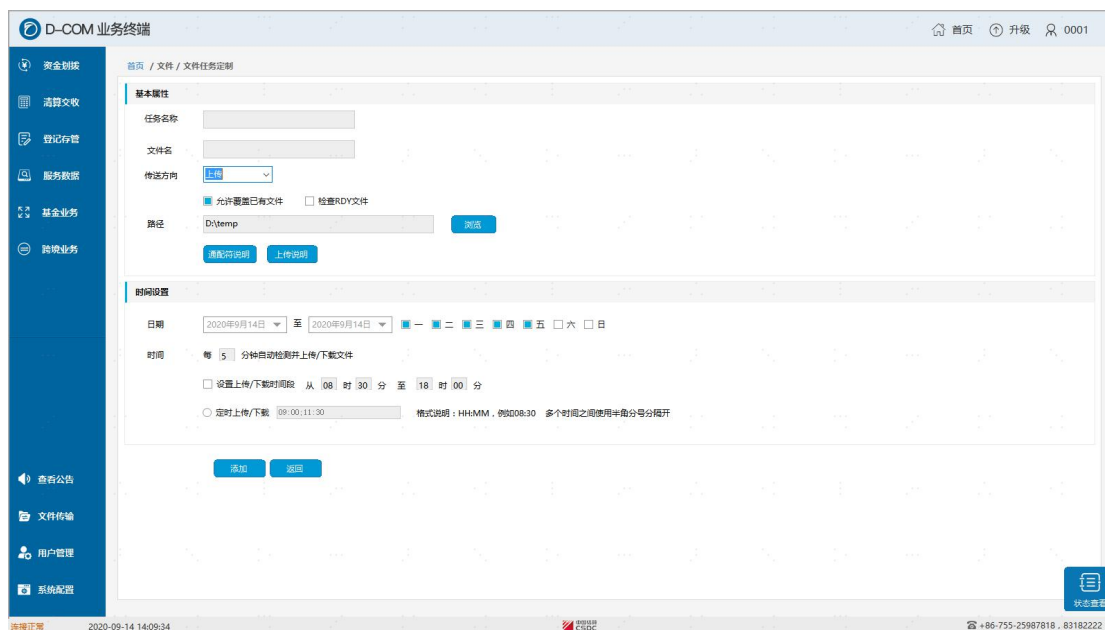 D-COM 业务终端
首页 升级 0001
资金划拨
清算交收
登记存管
服务数据
基金业务
跨境业务
查看公告
文件传输
用户管理
系统配置
首页 / 文件 / 文件任务定制
基本属性
任务名称
文件名
传送方向 上传
允许覆盖已有文件 检查RDY文件
路径 D:\temp 浏览
通配符说明 上传说明
时间设置
日期 2020年9月14日 至 2020年9月14日 一 二 三 四 五 六 日
时间 每 5 分钟自动检测并上传/下载文件
设置上传/下载时间段 从 08 时 30 分 至 18 时 00 分
定时上传/下载 09:00;11:30 格式说明：HH:MM，例如08:30 多个时间之间使用半角分号分隔开
添加 返回
状态查看
连接正常 2020-09-14 14:09:34 中国结算 CSDC +86-755-25987818 , 83182222